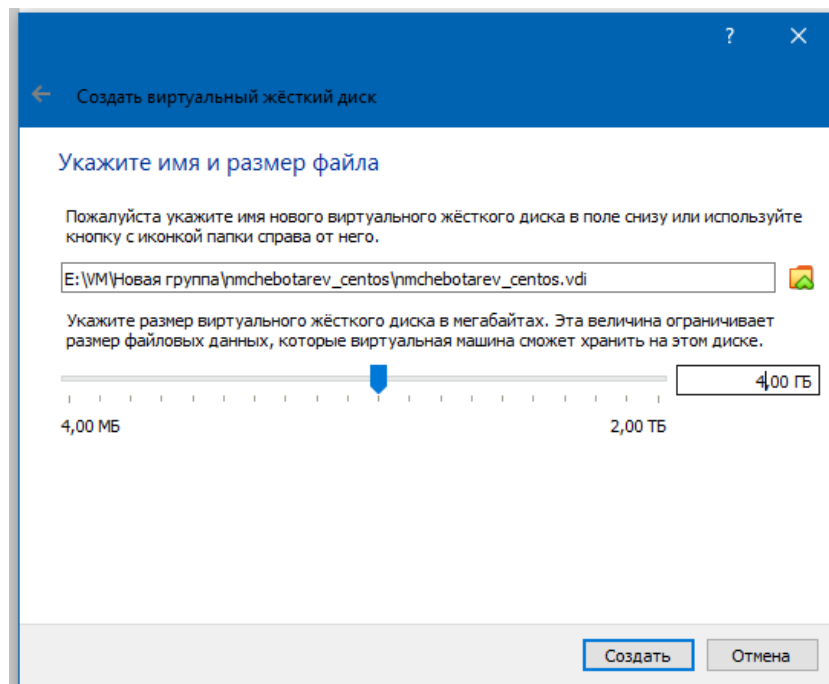 ?
Создать виртуальный жёсткий диск
Укажите имя и размер файла
Пожалуйста укажите имя нового виртуального жёсткого диска в поле снизу или используйте
кнопку с иконкой папки справа от него.
E:\VM\Новая группа\nmchebotarev_centos\nmchebotarev_centos.vdi
Укажите размер виртуального жёсткого диска в мегабайтах. Эта величина ограничивает
размер файловых данных, которые виртуальная машина сможет хранить на этом диске.
4,00 ГБ
4,00 МБ 2,00 ТБ
Создать Отмена